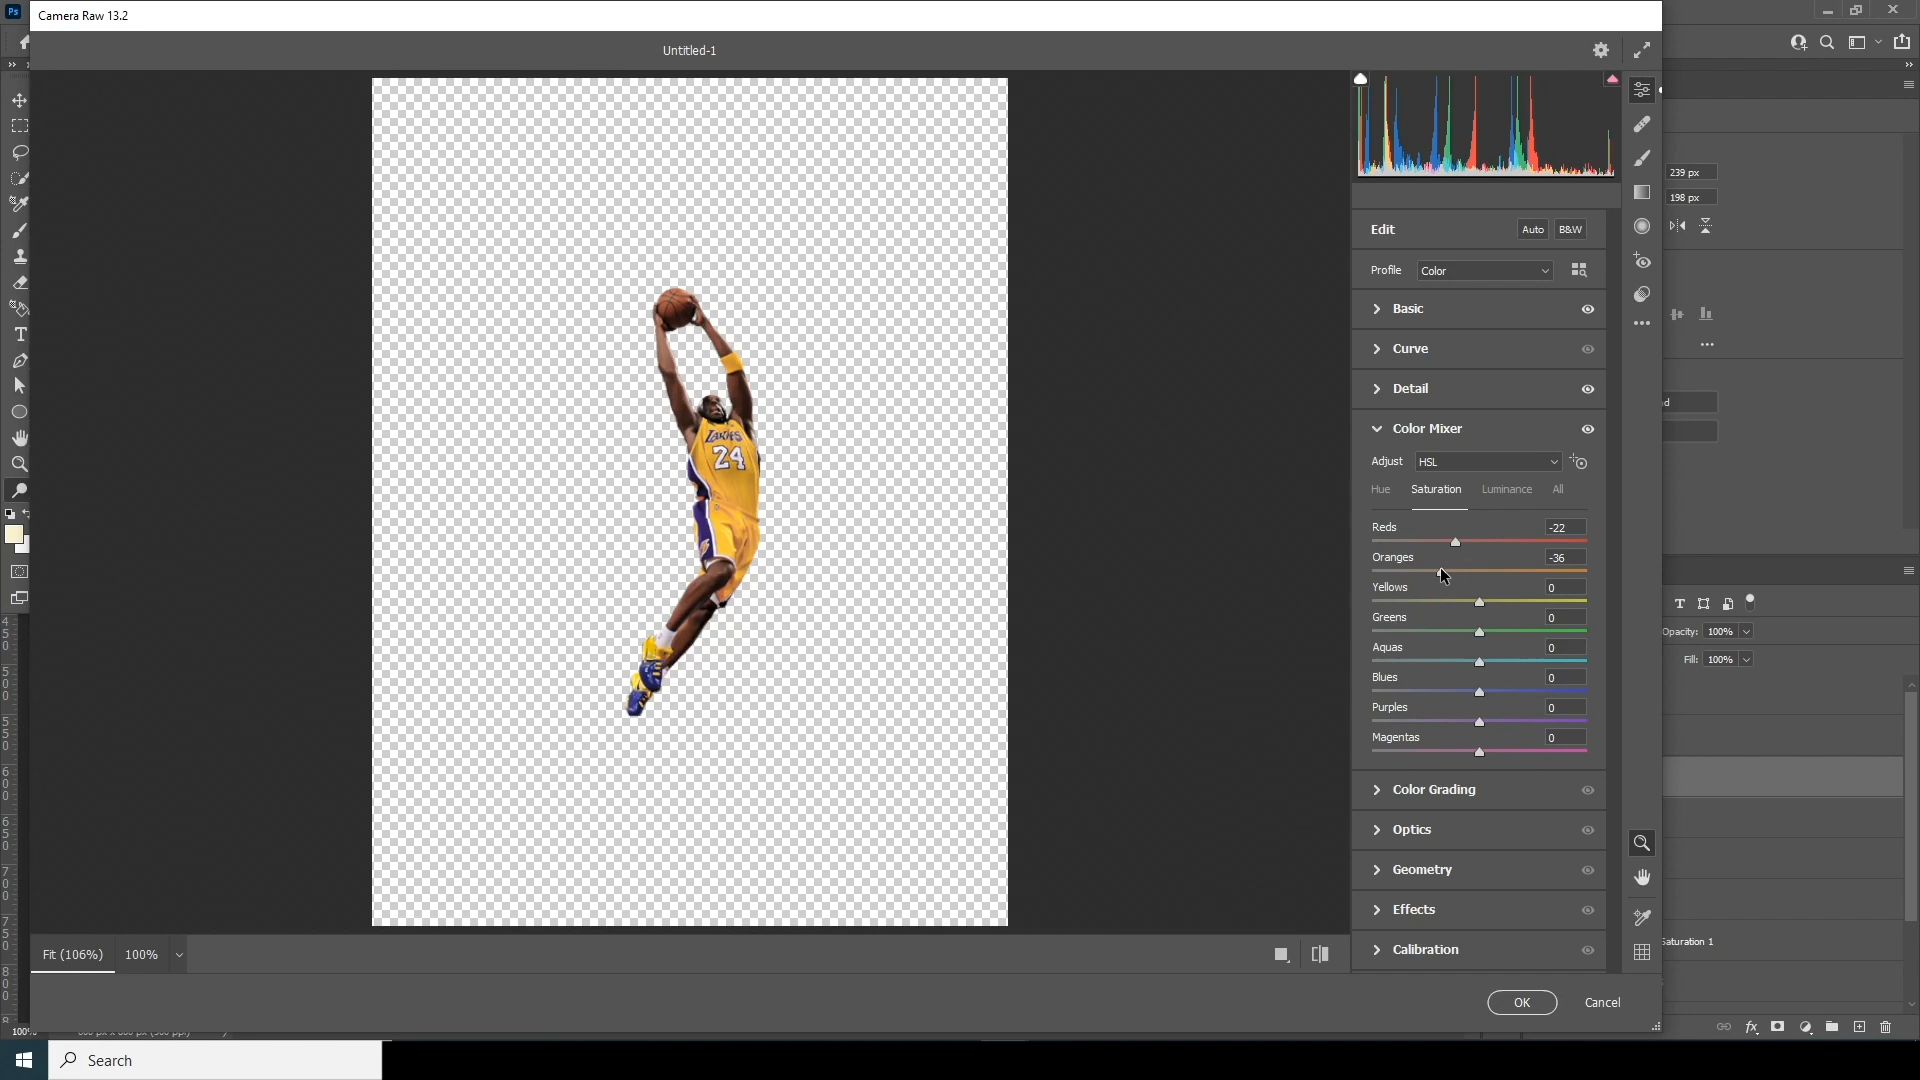 Ps
Camera Raw 13.2
Untitled-1
Edit
Auto
B&W
Profile
Color
Basic
Curve
Detail
Color Mixer
Adjust
HSL
Hue
Saturation
Luminance
All
Reds
-22
Oranges
-36
Yellows
0
Greens
0
Aquas
0
Blues
0
Purples
0
Magentas
0
Color Grading
Optics
Geometry
Effects
Calibration
239 px
198 px
Opacity:
100%
Fill:
100%
Saturation 1
LAKERS
24
Fit (106%)
100%
OK
Cancel
100%
Search